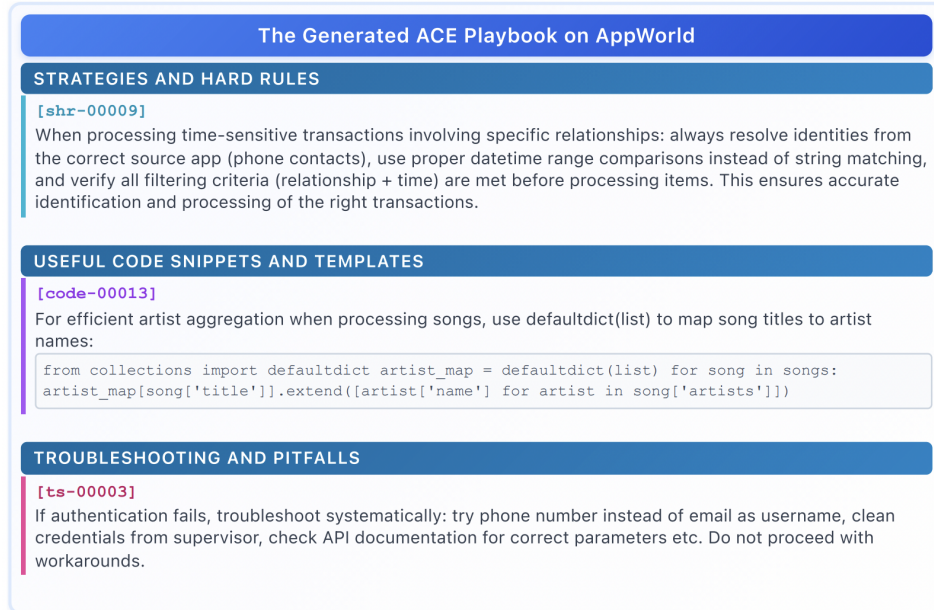 The Generated ACE Playbook on AppWorld
STRATEGIES AND HARD RULES
[shr-00009]
When processing time-sensitive transactions involving specific relationships: always resolve identities from
the correct source app (phone contacts), use proper datetime range comparisons instead of string matching,
and verify all filtering criteria (relationship + time) are met before processing items. This ensures accurate
identification and processing of the right transactions.
USEFUL CODE SNIPPETS AND TEMPLATES
[code-00013]
For efficient artist aggregation when processing songs, use defaultdict(list) to map song titles to artist
names:
from collections import defaultdict artist_map = defaultdict(list) for song in songs:
artist_map[song['title']].extend([artist['name'] for artist in song['artists']])
TROUBLESHOOTING AND PITFALLS
[ts-00003]
If authentication fails, troubleshoot systematically: try phone number instead of email as username, clean
credentials from supervisor, check API documentation for correct parameters etc. Do not proceed with
workarounds.